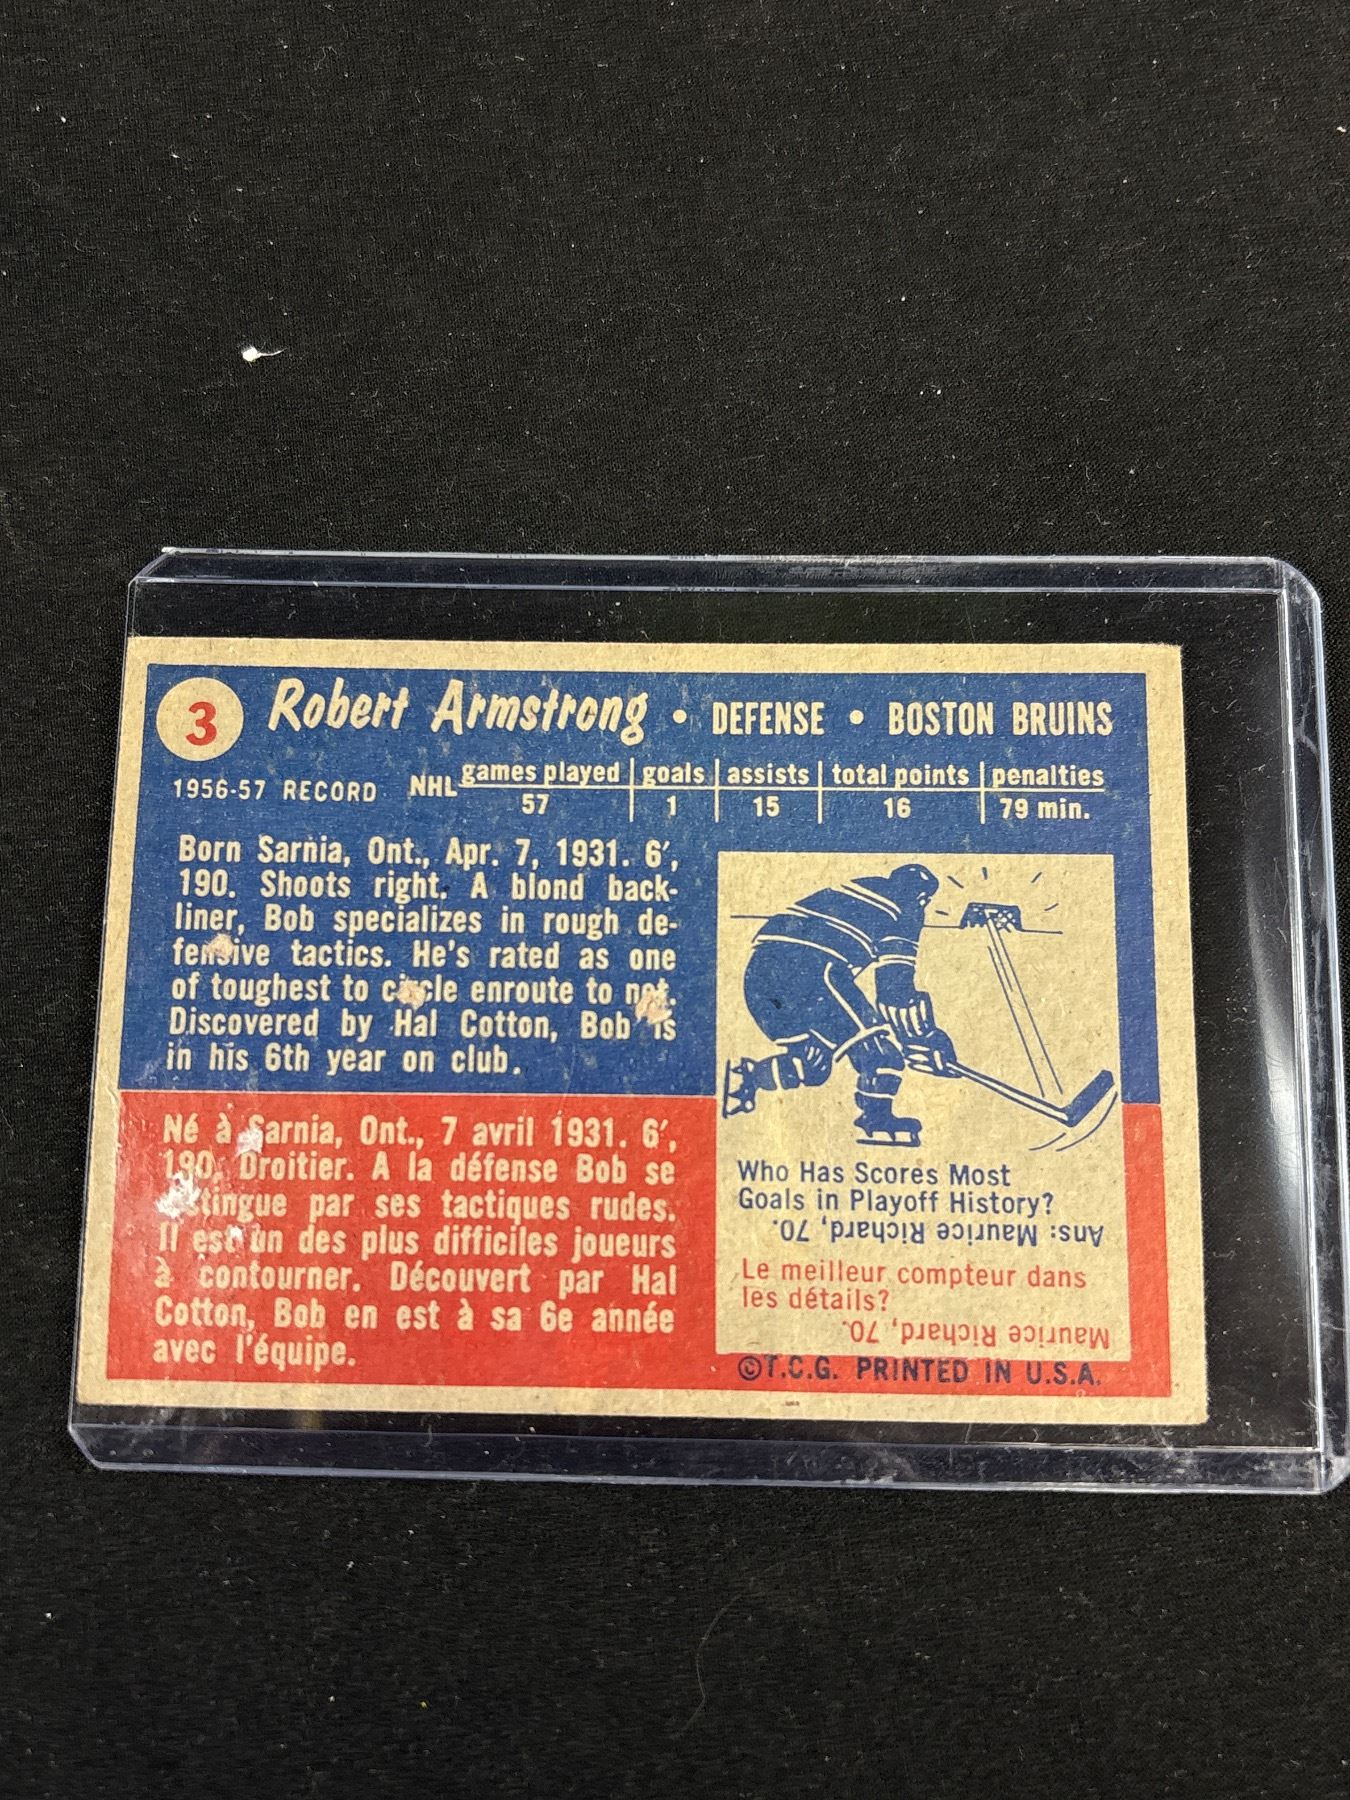 3 Robert Armstrong • DEFENSE • BOSTON BRUINS
1956-57 RECORD NHL games played goals assists total points penalties
57 1 15 16 79 min.
Born Sarnia, Ont., Apr. 7, 1931. 6′,
190. Shoots right. A blond back-
liner, Bob specializes in rough de-
fensive tactics. He's rated as one
of toughest to circle enroute to net.
Discovered by Hal Cotton, Bob is
in his 6th year on club.
Né à Sarnia, Ont., 7 avril 1931. 6′,
190. Droitier. A la défense Bob se
distingue par ses tactiques rudes.
Il est un des plus difficiles joueurs
à contourner. Découvert par Hal
Cotton, Bob en est à sa 6e année
avec l'équipe.
Who Has Scores Most
Goals in Playoff History?
Ans: Maurice Richard, 70.
Le meilleur compteur dans
les détails?
Maurice Richard, 70.
©T.C.G. PRINTED IN U.S.A.